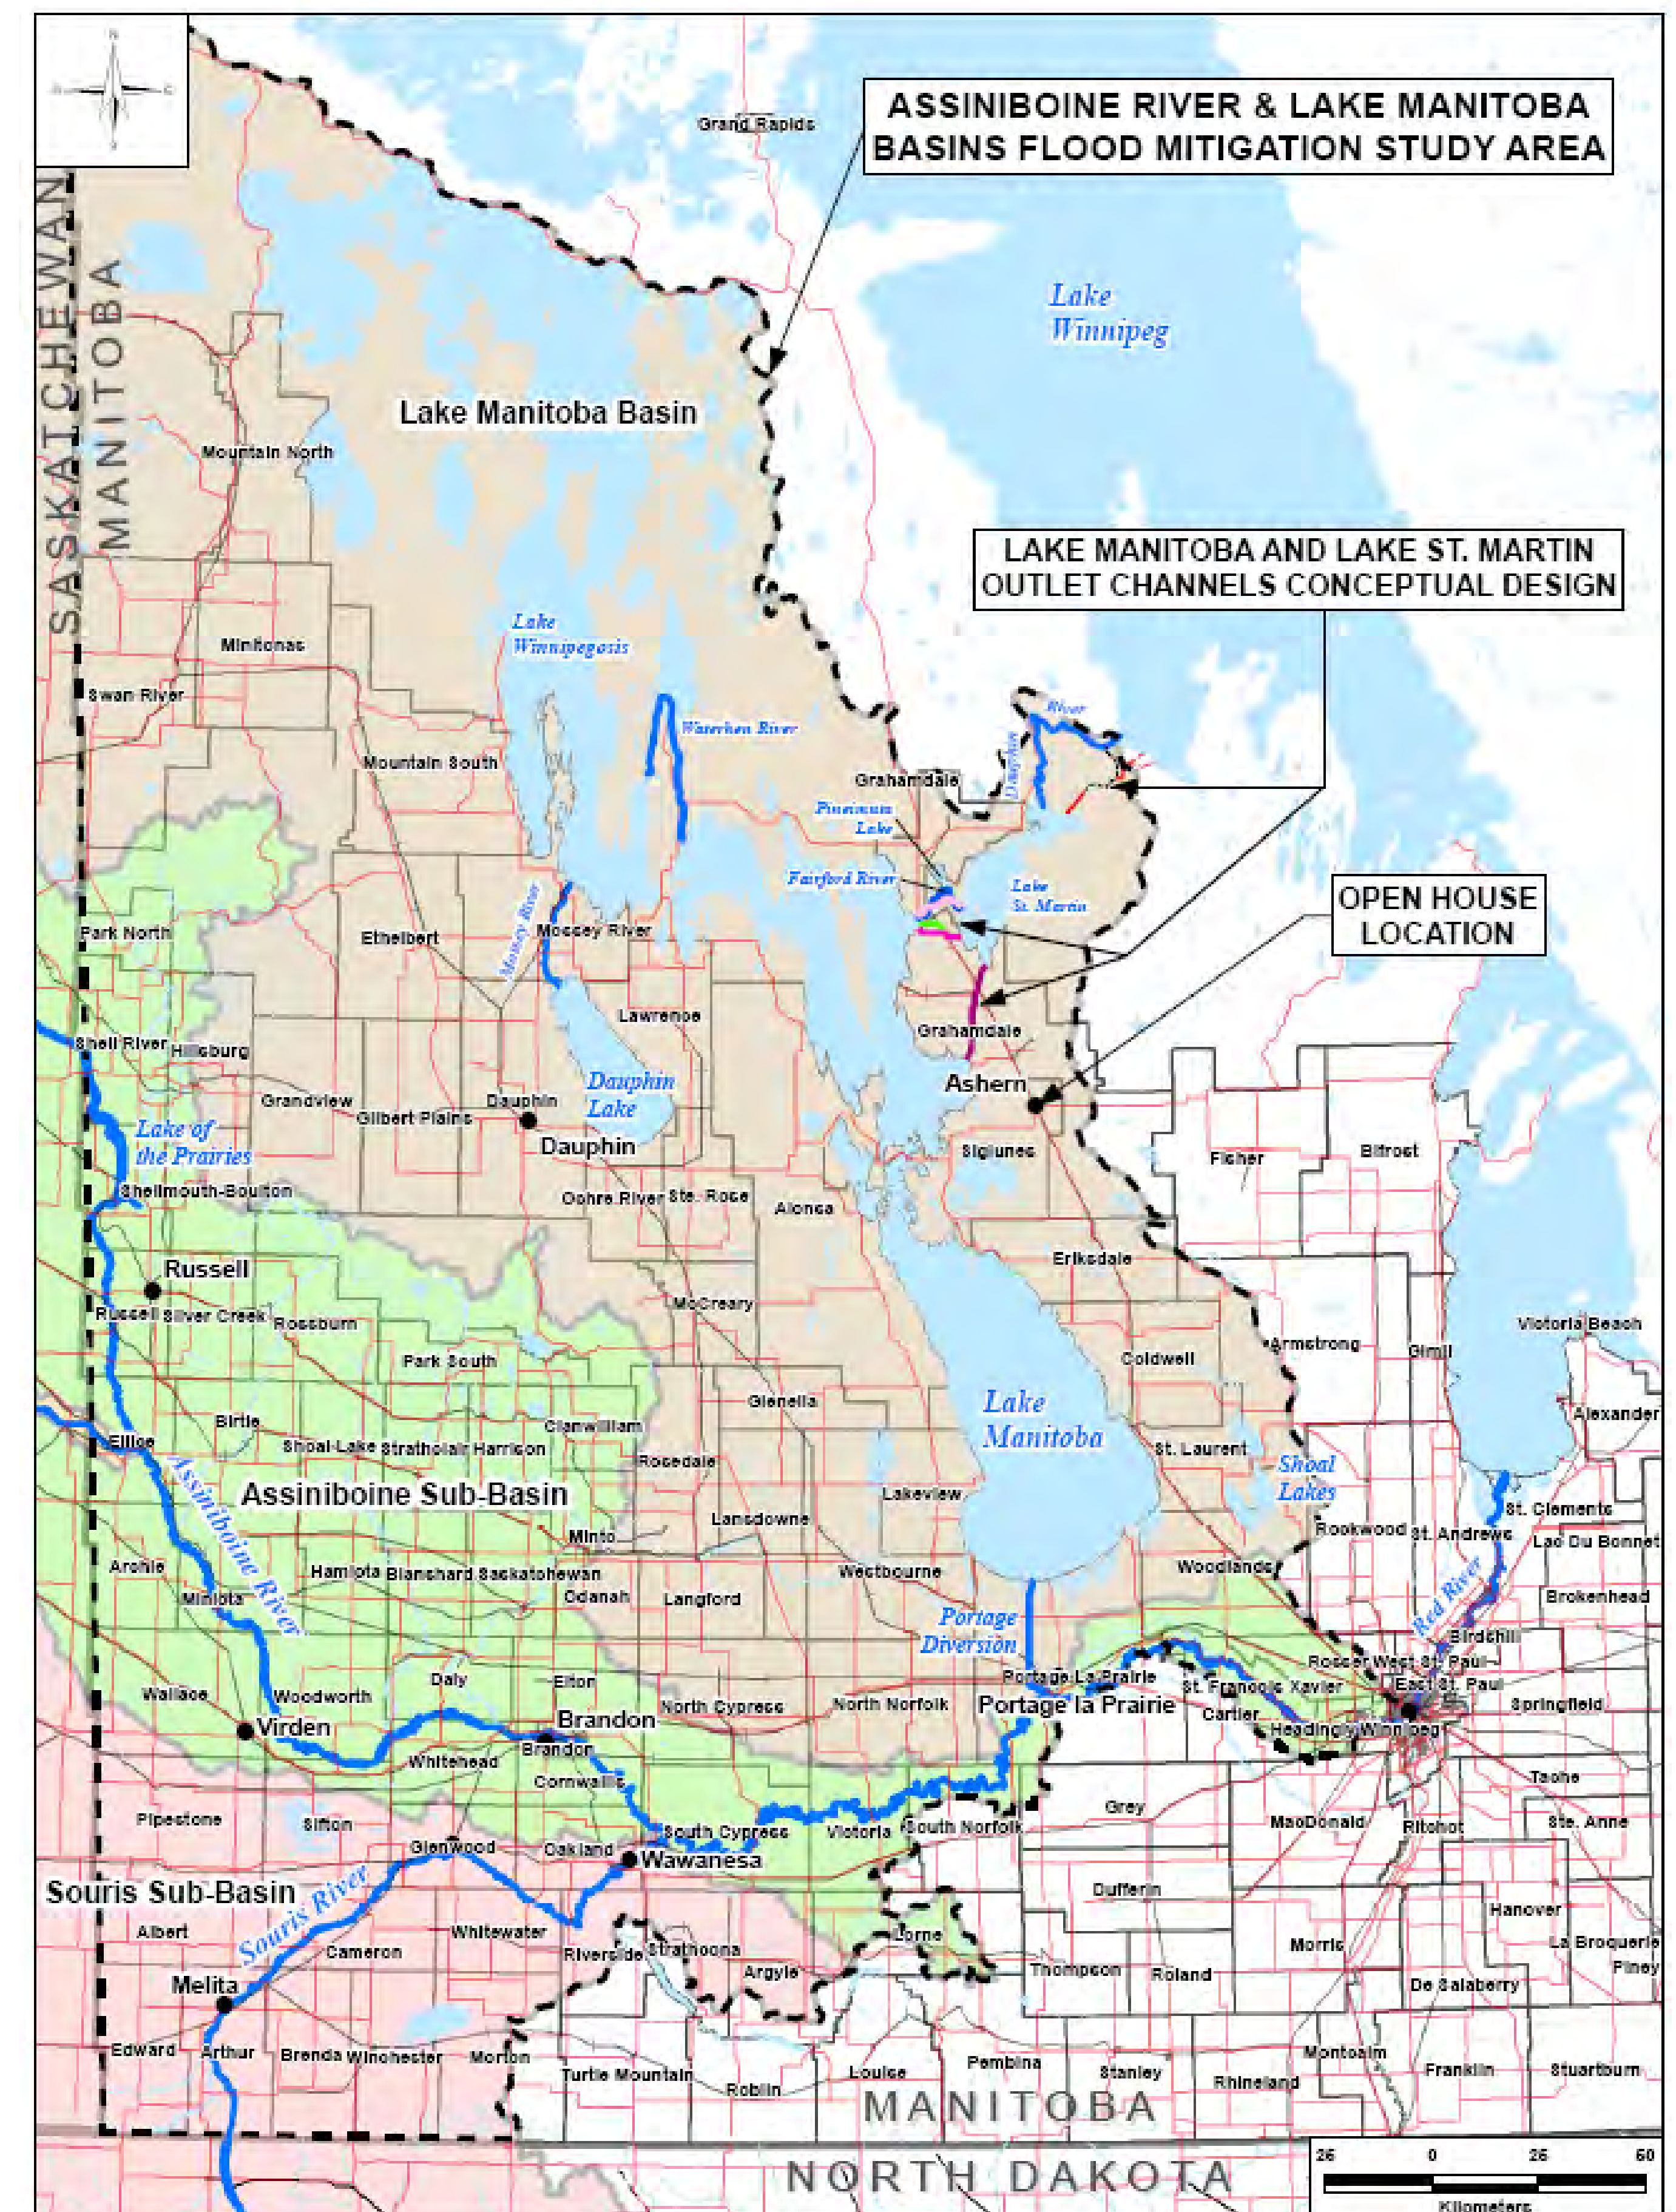 N
S
SASKATCHEWAN
MANITOBA
Grand Rapids
ASSINIBOINE RIVER & LAKE MANITOBA
BASINS FLOOD MITIGATION STUDY AREA
Lake
Winnipeg
Lake Manitoba Basin
Mountain North
LAKE MANITOBA AND LAKE ST. MARTIN
OUTLET CHANNELS CONCEPTUAL DESIGN
Lake
Winnipegosis
Minitonas
Swan River
Waterhen River
Dauphin
River
Mountain South
Grahamdale
Pineimuta
Lake
Fairford River
Lake
St. Martin
OPEN HOUSE
LOCATION
Park North
Ethelbert
Mossey River
Mossey River
Lawrence
Grahamdale
Shell River
Hillsburg
Ashern
Dauphin
Lake
Grandview
Gilbert Plains
Dauphin
Dauphin
Lake of
the Prairies
Siglunes
Fisher
Bifrost
Shellmouth-Boulton
Ochre River
Ste. Rose
Alonsa
Eriksdale
Russell
Russell
Silver Creek
Rossburn
McCreary
Victoria Beach
Armstrong
Gimli
Park South
Coldwell
Glenella
Lake
Manitoba
Alexander
Birtle
Clanwilliam
Ellice
Shoal Lake
Strathclair
Harrison
St. Laurent
Rosedale
Shoal
Lakes
Assiniboine River
Assiniboine Sub-Basin
Lakeview
St. Clements
Lansdowne
Minto
Rockwood
St. Andrews
Lac Du Bonnet
Archie
Hamiota
Blanshard
Saskatchewan
Westbourne
Woodlands
Miniota
Odanah
Langford
Brokenhead
Red River
Portage
Diversion
Birdshill
Rosser
West St. Paul
Portage La Prairie
St. Francois Xavier
East St. Paul
Daly
Elton
Wallace
Woodworth
North Cypress
North Norfolk
Portage la Prairie
Cartier
Springfield
Virden
Brandon
Headingly
Winnipeg
Brandon
Whitehead
Cornwallis
Tache
Pipestone
Sifton
Grey
MacDonald
Ritchot
Ste. Anne
South Cypress
Victoria
South Norfolk
Glenwood
Oakland
Wawanesa
Souris Sub-Basin
Souris River
Dufferin
Hanover
Albert
Whitewater
Lorne
Cameron
Riverside
Strathcona
Morris
La Broquerie
Argyle
Thompson
Roland
Piney
Melita
De Salaberry
Edward
Arthur
Brenda
Winchester
Morton
Turtle Mountain
Roblin
Louise
Pembina
Stanley
Rhineland
Montcalm
Franklin
Stuartburn
MANITOBA
NORTH DAKOTA
25 0 25 50
Kilometers